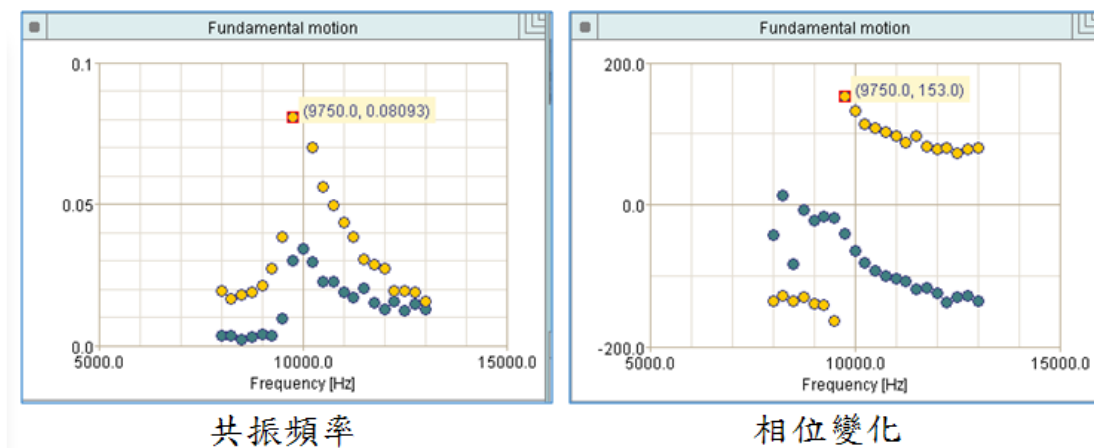 Fundamental motion
0.1
0.05
0.0
(9750.0, 0.08093)
5000.0
10000.0
15000.0
Frequency [Hz]
共振頻率
Fundamental motion
200.0
0.0
-200.0
(9750.0, 153.0)
5000.0
10000.0
15000.0
Frequency [Hz]
相位變化